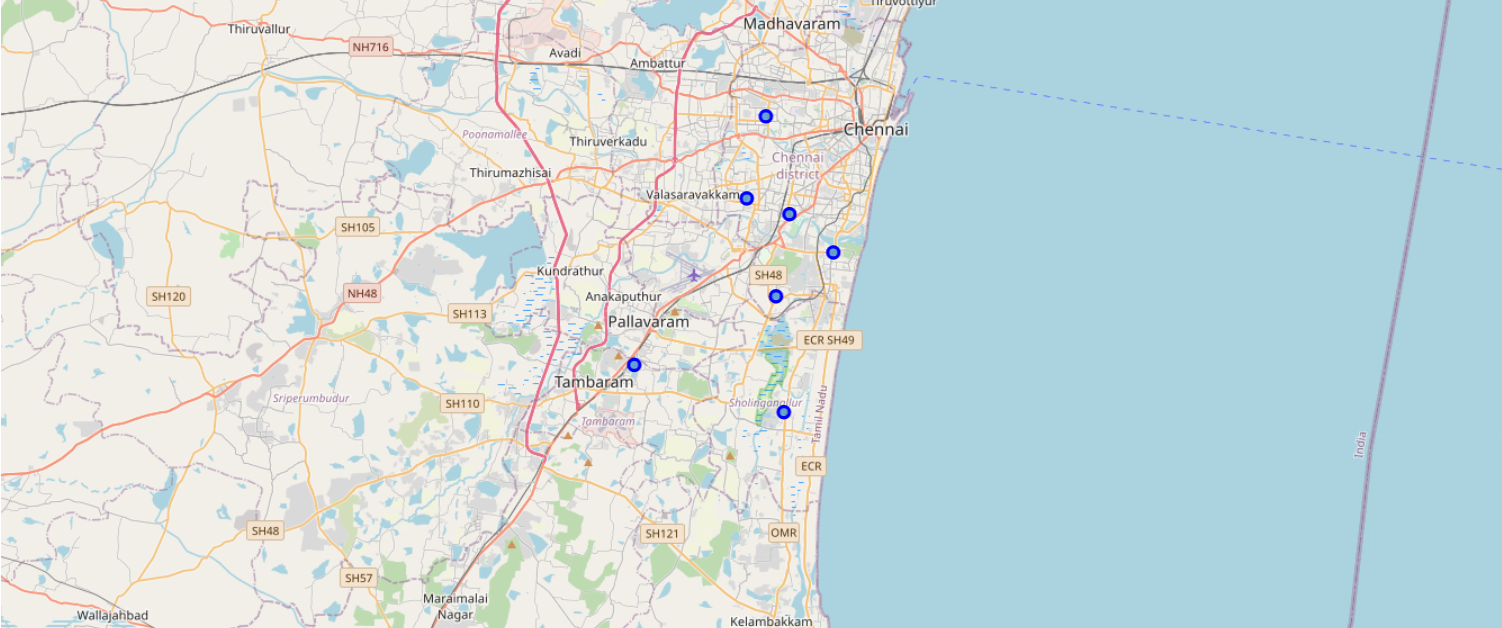 Tiruvottiyur
Madhavaram
Thiruvallur
NH716
Avadi
Ambattur
Chennai
Poonamallee
Thiruverkadu
Chennai
district
Thirumazhisai
Valasaravakkam
SH105
Kundrathur
SH48
NH48
SH120
Anakaputhur
SH113
Pallavaram
ECR SH49
Tambaram
Sriperumbudur
SH110
Sholinganallur
Tamil Nadu
Tambaram
India
ECR
SH48
SH121
OMR
SH57
Maraimalai
Nagar
Wallajahbad
Kelambakkam